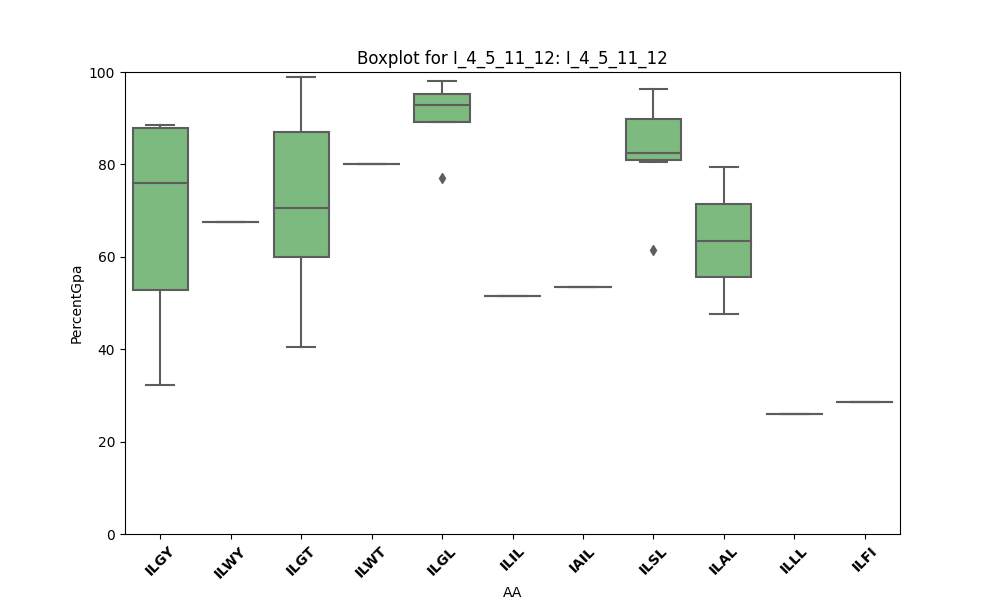 Boxplot for I_4_5_11_12: I_4_5_11_12
100
80
60
40
20
0
PercentGpa
ILGY
ILWY
ILGT
ILWT
ILGL
ILIL
IAIL
ILSL
ILAL
ILLL
ILFI
AA